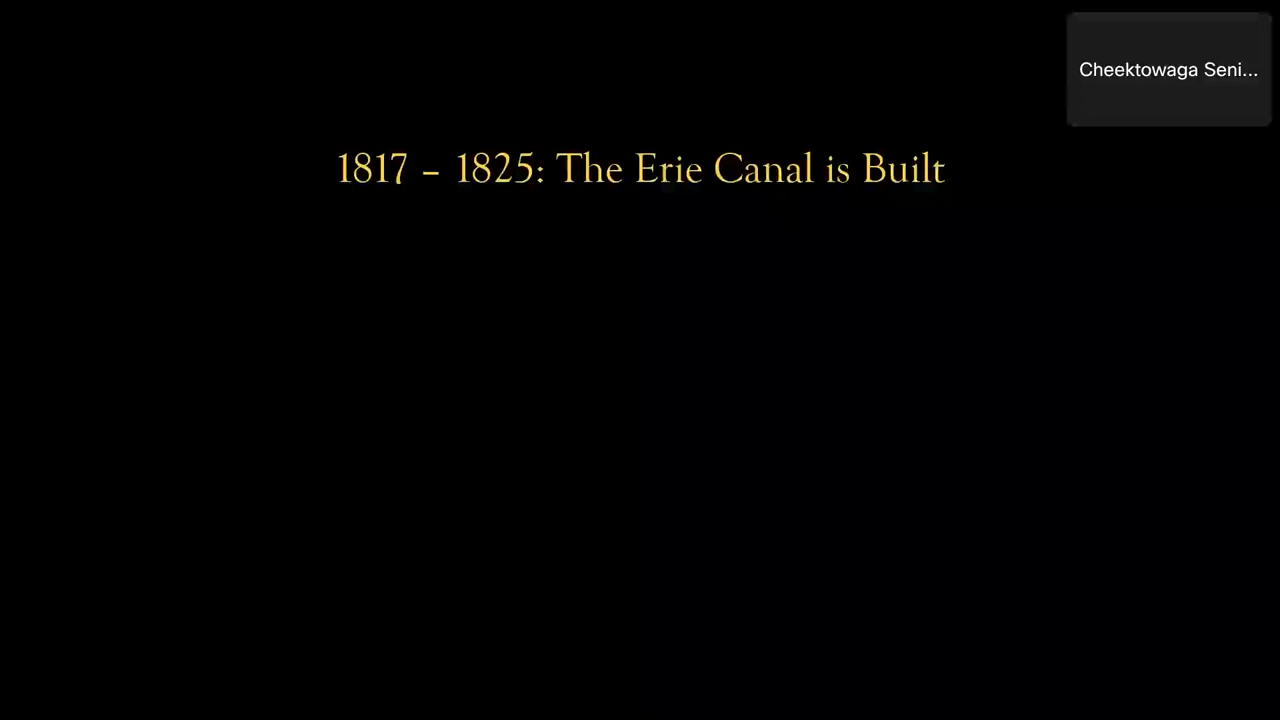 Cheektowaga Seni...
1817 – 1825: The Erie Canal is Built